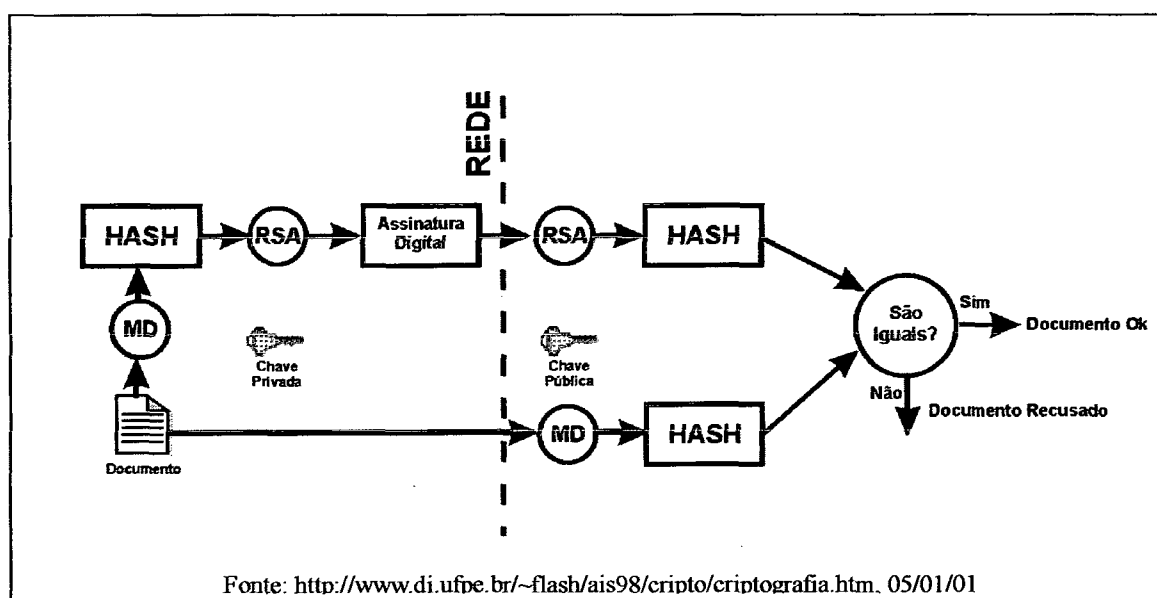 REDE
HASH
RSA
Assinatura
Digital
RSA
HASH
MD
Chave
Privada
Chave
Pública
São
Iguais?
Sim
Documento Ok
Não
Documento Recusado
Documento
MD
HASH
Fonte: http://www.di.ufpe.br/~flash/ais98/cripto/criptografia.htm, 05/01/01